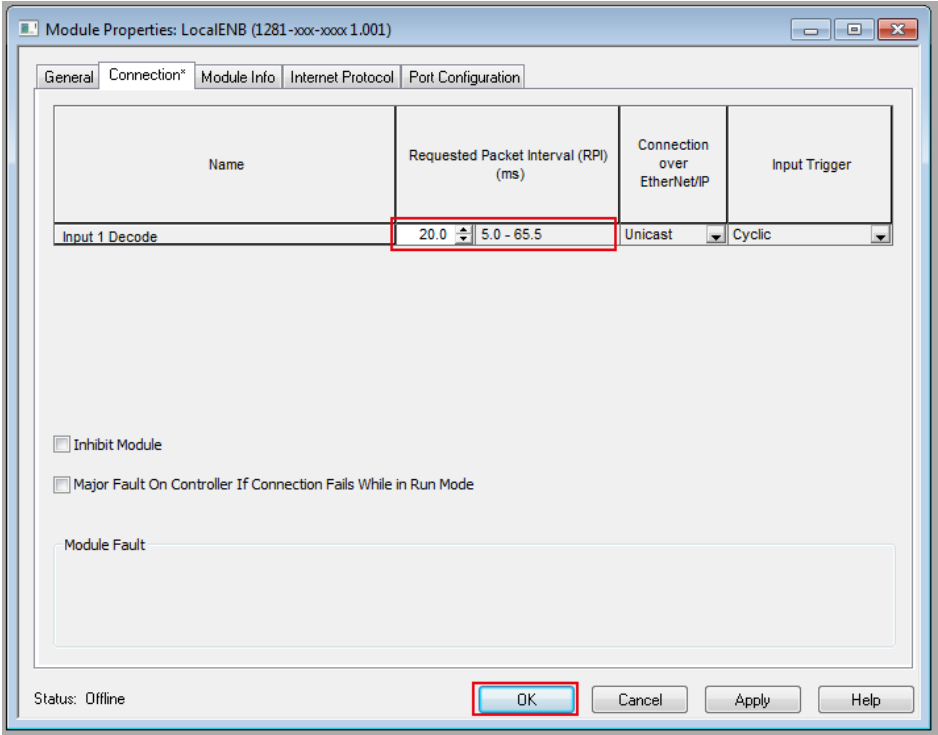 Module Properties: LocalENB (1281-xxx-xxxx 1.001)
General Connection* Module Info Internet Protocol Port Configuration
Name
Requested Packet Interval (RPI)
(ms)
Connection
over
EtherNet/IP
Input Trigger
Input 1 Decode 20.0 5.0 - 65.5 Unicast Cyclic
Inhibit Module
Major Fault On Controller If Connection Fails While in Run Mode
Module Fault
Status: Offline OK Cancel Apply Help